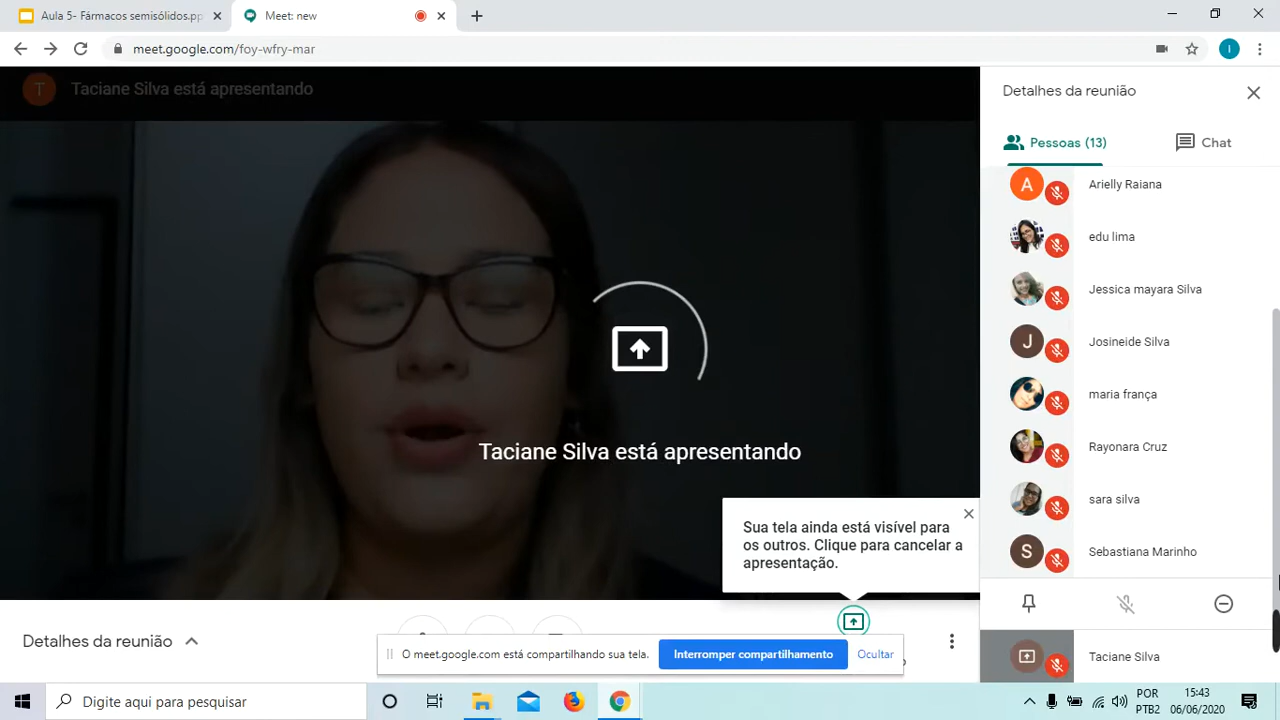 Aula 5- Fármacos semisólidos.pp
Meet: new
meet.google.com/foy-wfry-mar
I
T
Taciane Silva está apresentando
Detalhes da reunião
Pessoas (13)
Chat
A
Arielly Raiana
edu lima
Jessica mayara Silva
J
Josineide Silva
maria frança
Rayonara Cruz
sara silva
S
Sebastiana Marinho
Taciane Silva
Taciane Silva está apresentando
Sua tela ainda está visível para
os outros. Clique para cancelar a
apresentação.
Detalhes da reunião
O meet.google.com está compartilhando sua tela.
Interromper compartilhamento
Ocultar
Digite aqui para pesquisar
POR
PTB2
15:43
06/06/2020